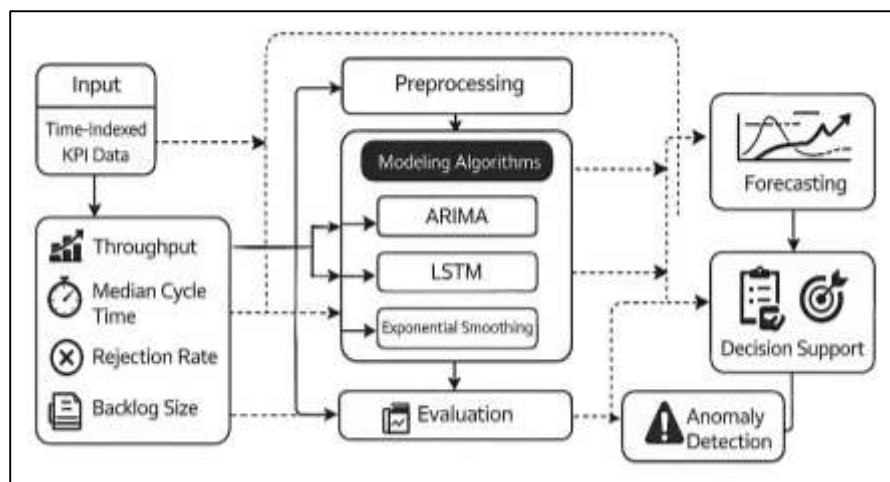 Input
Time-Indexed
KPI Data
Throughput
Median Cycle
Time
Rejection Rate
Backlog Size
Preprocessing
Modeling Algorithms
ARIMA
LSTM
Exponential Smoothing
Evaluation
Forecasting
Decision Support
Anomaly
Detection